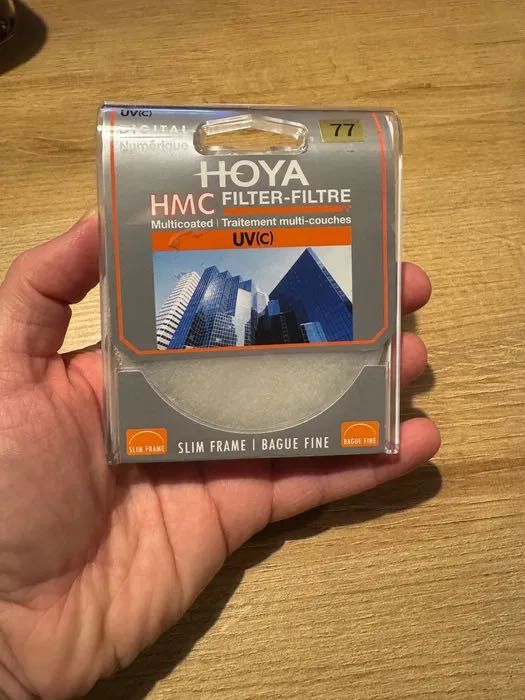 UV(C)
DIGITAL
Numérique
77
HOYA
HMC FILTER-FILTRE
Multicoated | Traitement multi-couches
UV(C)
SLIM FRAME
SLIM FRAME | BAGUE FINE
BAGUE FINE